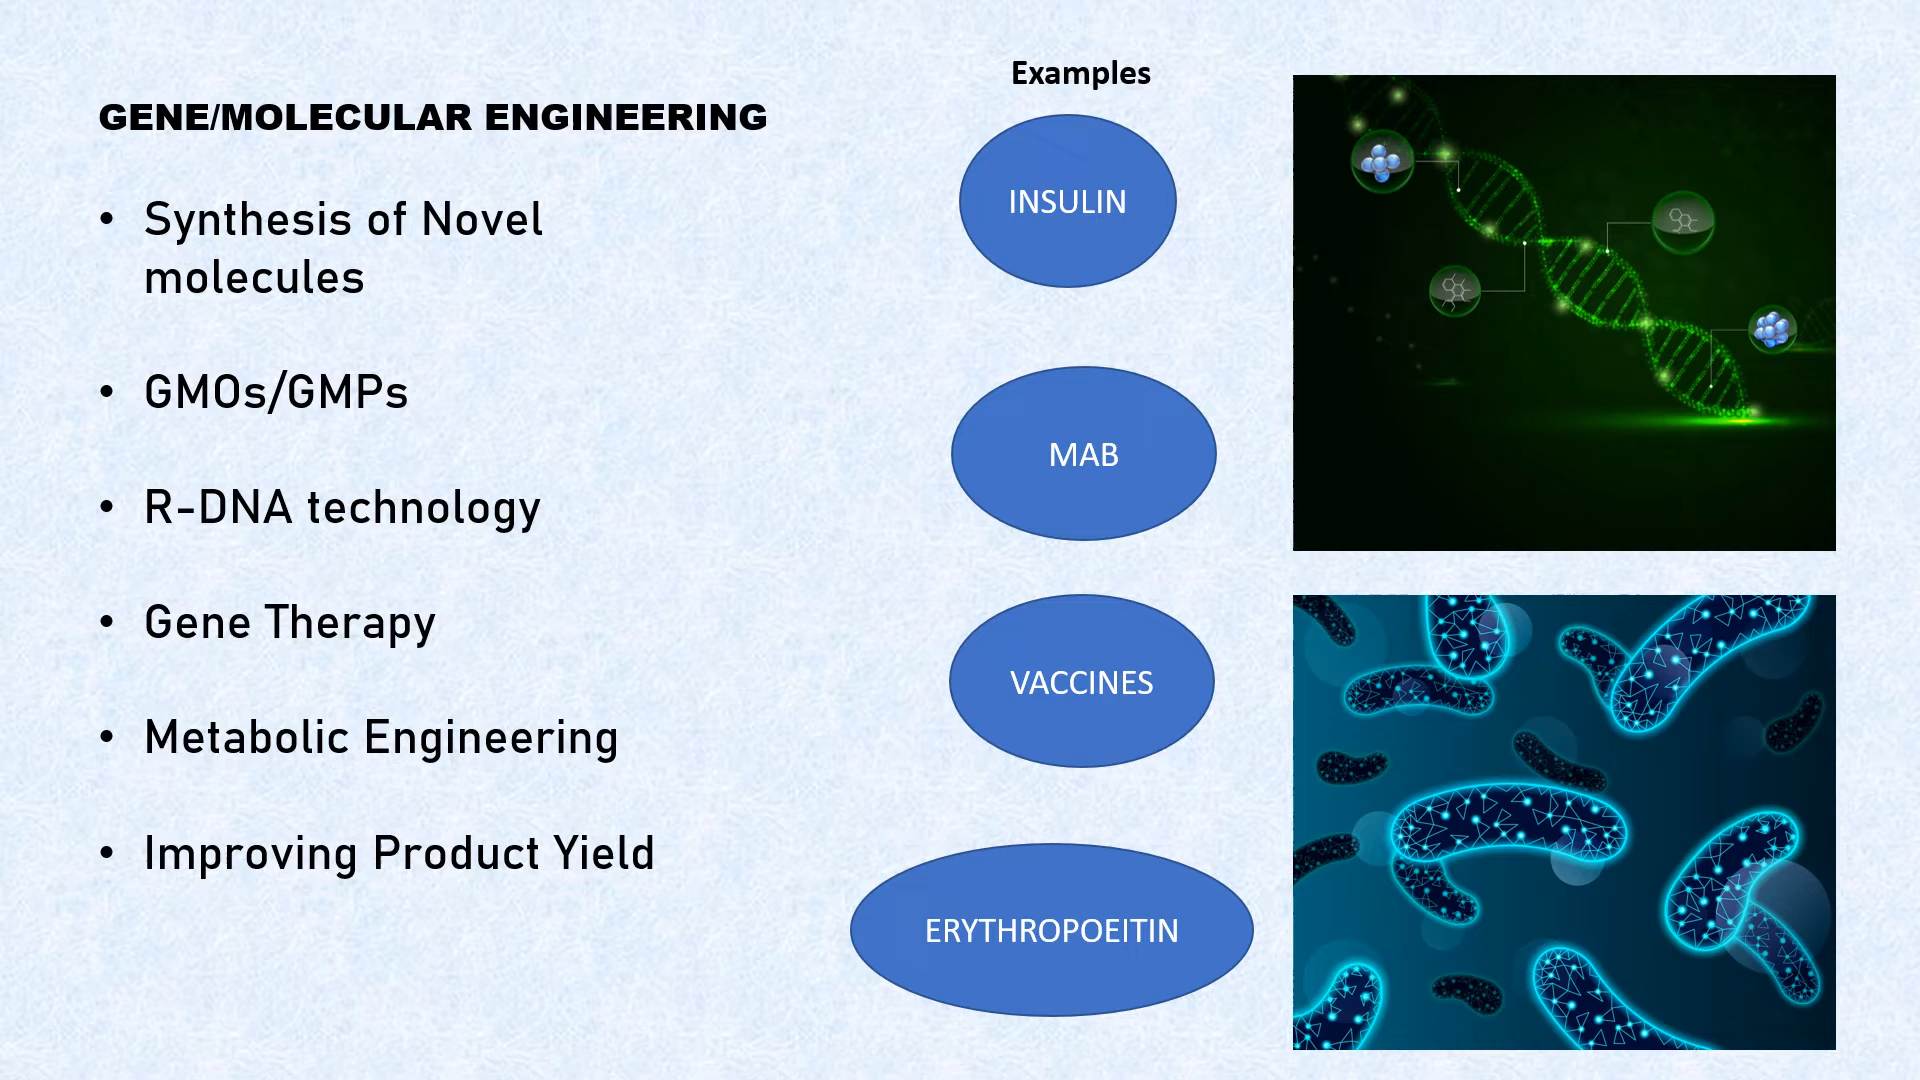 GENE/MOLECULAR ENGINEERING
• Synthesis of Novel
molecules
• GMOs/GMPs
• R-DNA technology
• Gene Therapy
• Metabolic Engineering
• Improving Product Yield
Examples
INSULIN
MAB
VACCINES
ERYTHROPOEITIN